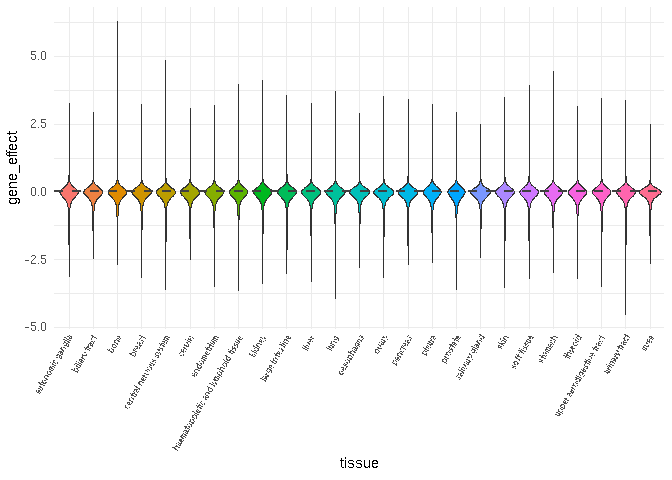 gene_effect
5.0
2.5
0.0
-2.5
-5.0
autonomic ganglia
biliary tract
bone
breast
central nervous system
cervix
endometrium
haematopoietic and lymphoid tissue
kidney
large intestine
liver
lung
oesophagus
ovary
pancreas
pleura
prostate
salivary gland
skin
soft tissue
stomach
thyroid
upper aerodigestive tract
urinary tract
uvea
tissue